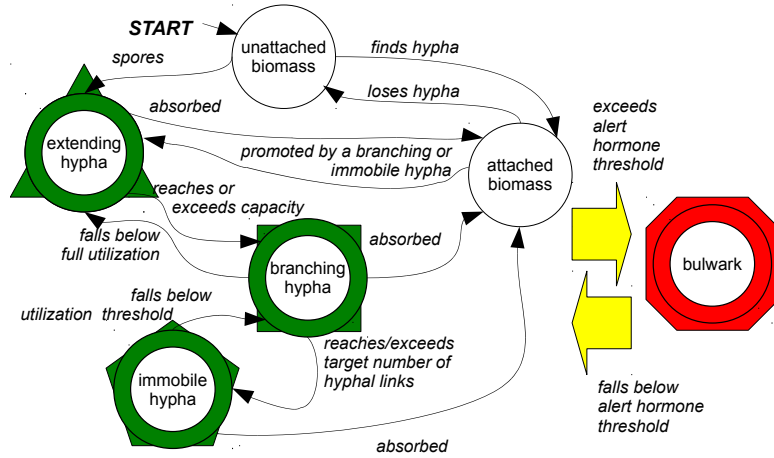 START
unattached
biomass
spores
finds hypha
loses hypha
absorbed
extending
hypha
promoted by a branching or
immobile hypha
attached
biomass
exceeds
alert
hormone
threshold
reaches or
exceeds capacity
falls below
full utilization
branching
hypha
absorbed
bulwark
falls below
utilization threshold
reaches/exceeds
target number of
hyphal links
immobile
hypha
absorbed
falls below
alert hormone
threshold